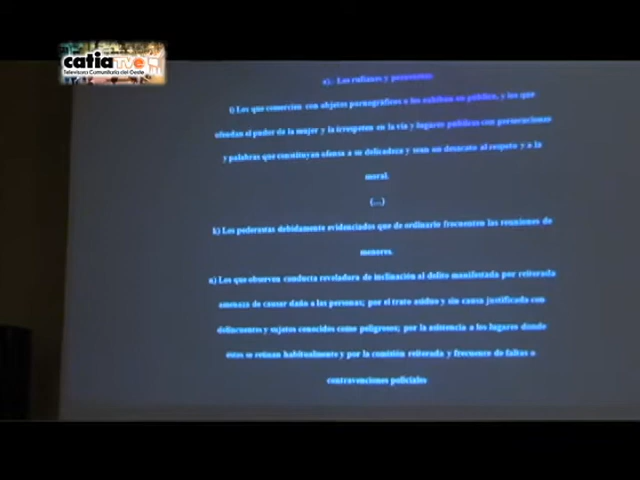 catiaTVe
Televisora Comunitaria del Oeste
e).- Los rufianes y proxenetas.
f) Los que comercien con objetos pornográficos o los exhiban en público, y los que
ofendan el pudor de la mujer y la irrespeten en la vía y lugares públicos con persecuciones
y palabras que constituyan ofensa a su delicadeza y sean un desacato al respeto y a la
moral.
(...)
k) Los pederastas debidamente evidenciados que de ordinario frecuenten las reuniones de
menores.
n) Los que observen conducta reveladora de inclinación al delito manifestada por reiterada
amenaza de causar daño a las personas; por el trato asiduo y sin causa justificada con
delincuentes y sujetos conocidos como peligrosos; por la asistencia a los lugares donde
estos se reúnan habitualmente y por la comisión reiterada y frecuente de faltas o
contravenciones policiales